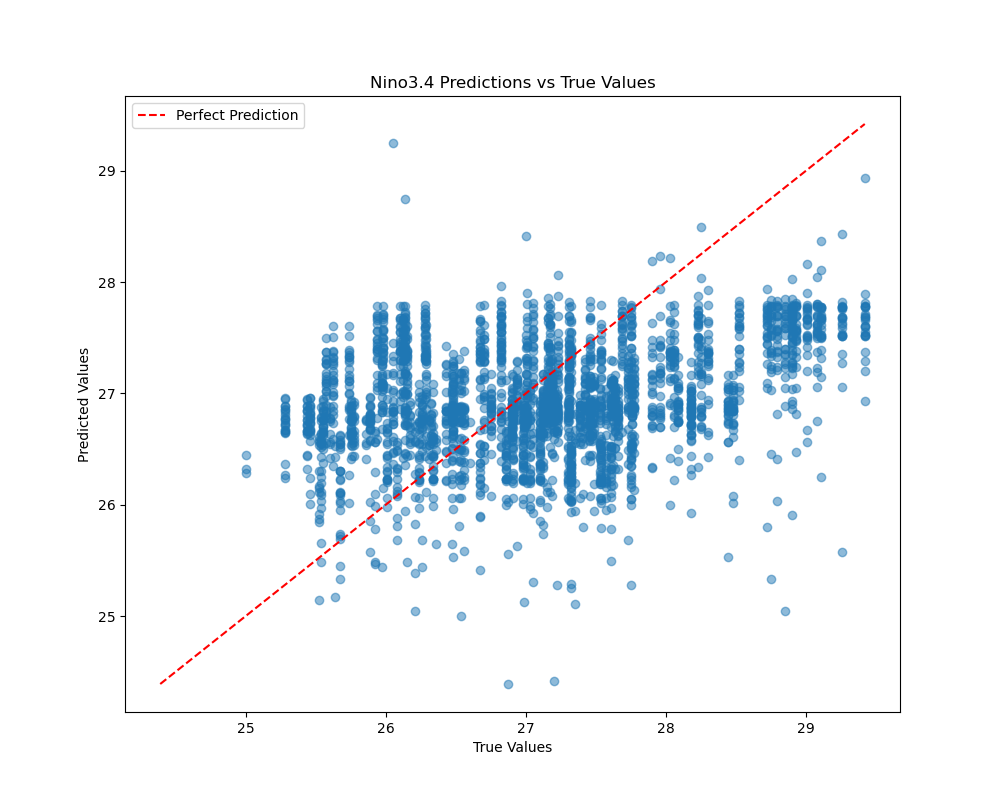 Nino3.4 Predictions vs True Values
Perfect Prediction
Predicted Values
29
28
27
26
25
25 26 27 28 29
True Values